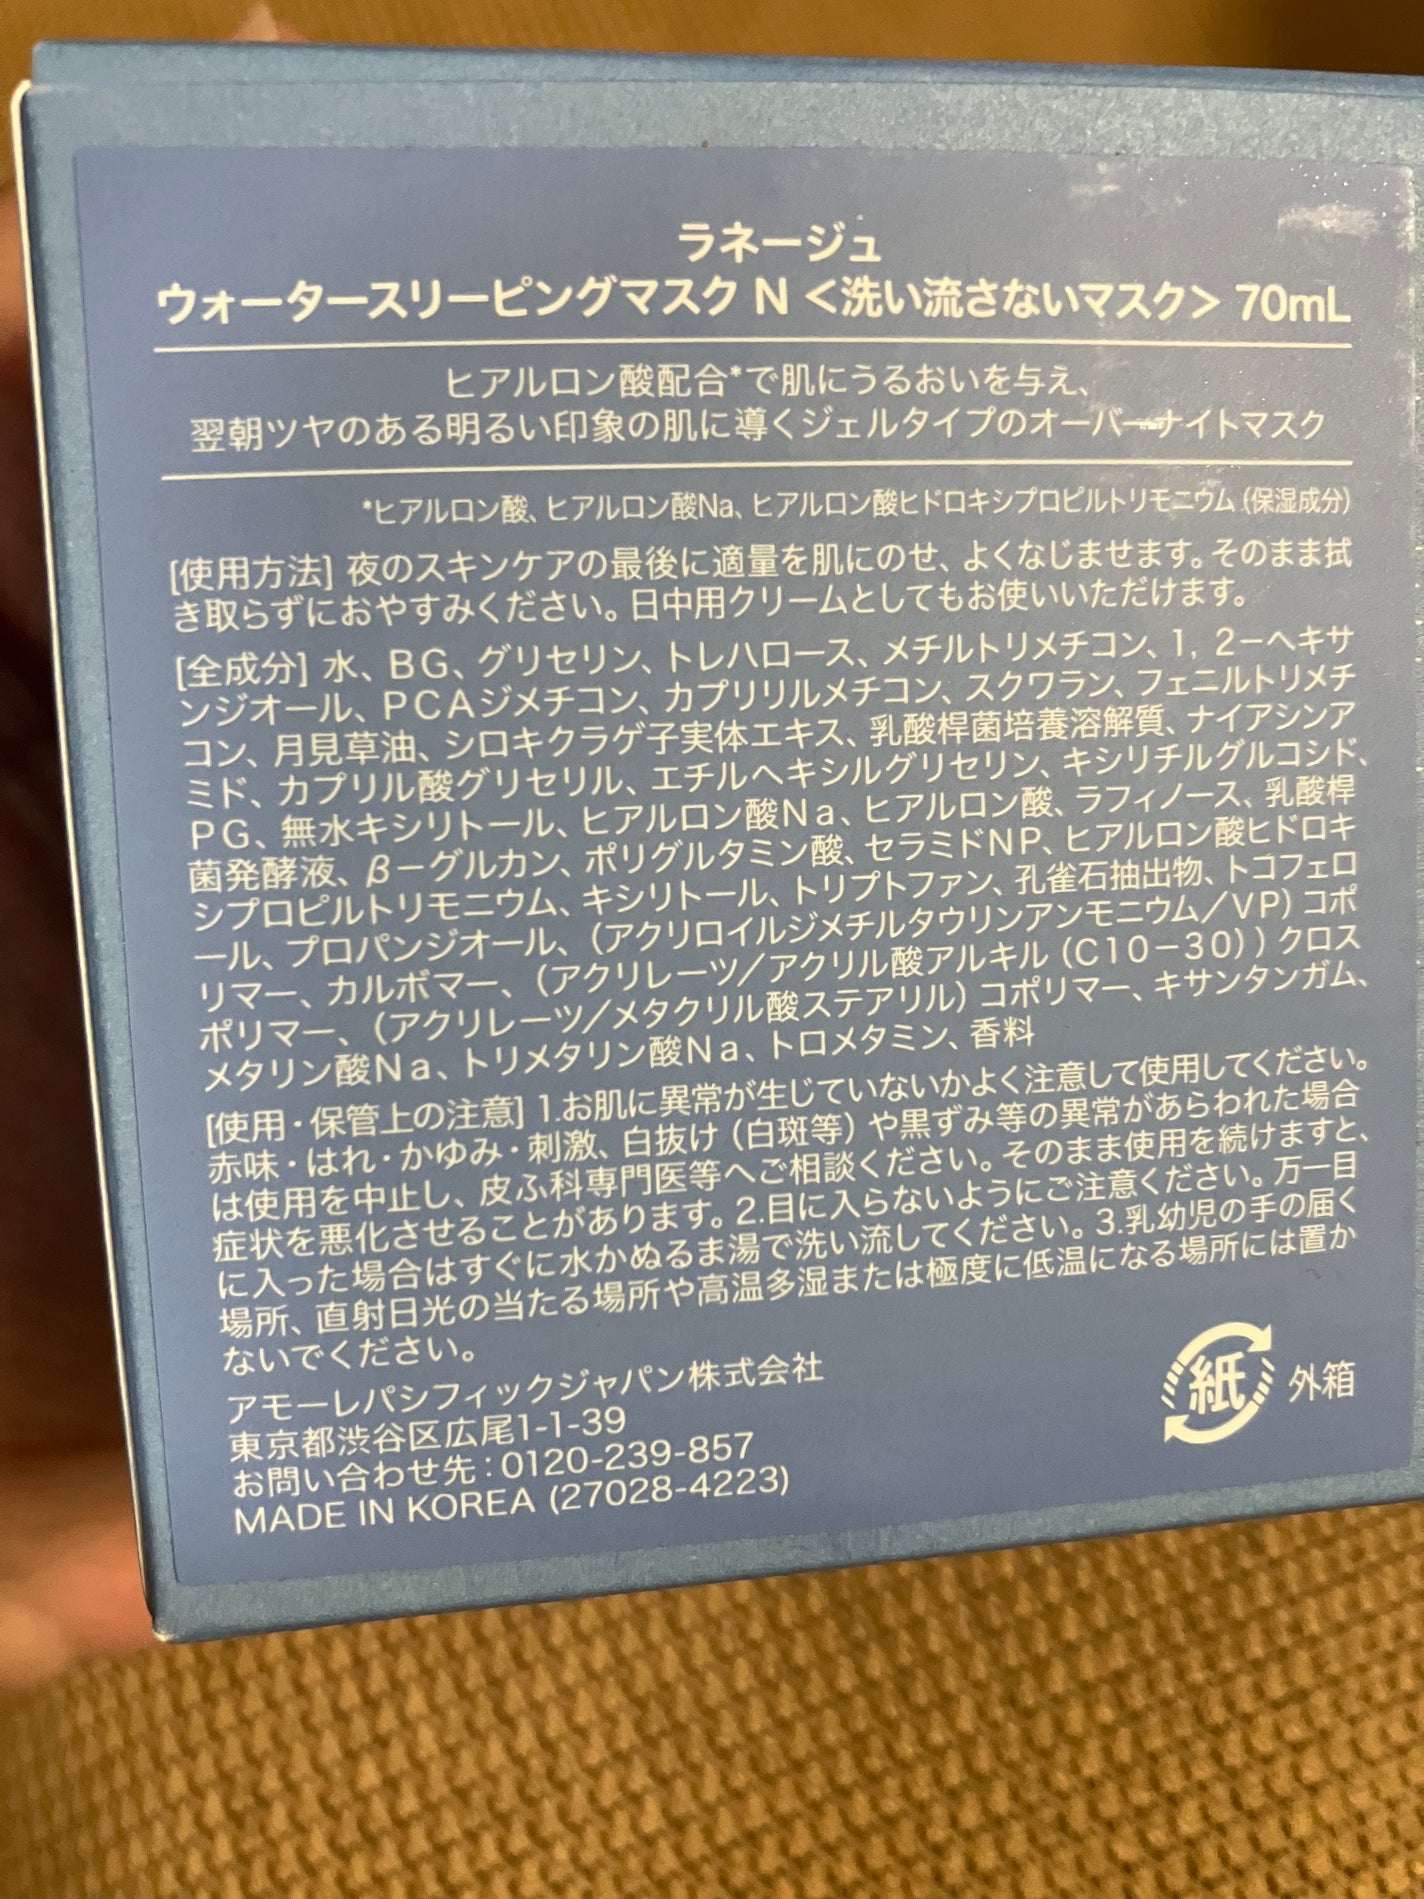 ラネージュ
ウォータースリーピングマスク N ＜洗い流さないマスク＞ 70mL
ヒアルロン酸配合*で肌にうるおいを与え、
翌朝ツヤのある明るい印象の肌に導くジェルタイプのオーバーナイトマスク
*ヒアルロン酸、ヒアルロン酸Na、ヒアルロン酸ヒドロキシプロピルトリモニウム（保湿成分）
[使用方法] 夜のスキンケアの最後に適量を肌にのせ、よくなじませます。そのまま拭
き取らずにおやすみください。日中用クリームとしてもお使いいただけます。
[全成分] 水、ＢＧ、グリセリン、トレハロース、メチルトリメチコン、１，２－ヘキサ
ンジオール、ＰＣＡジメチコン、カプリリルメチコン、スクワラン、フェニルトリメチ
コン、月見草油、シロキクラゲ子実体エキス、乳酸桿菌培養溶解質、ナイアシンア
ミド、カプリル酸グリセリル、エチルヘキシルグリセリン、キシリチルグルコシド、
ＰＧ、無水キシリトール、ヒアルロン酸Ｎａ、ヒアルロン酸、ラフィノース、乳酸桿
菌発酵液、β－グルカン、ポリグルタミン酸、セラミドＮＰ、ヒアルロン酸ヒドロキ
シプロピルトリモニウム、キシリトール、トリプトファン、孔雀石抽出物、トコフェロ
ール、プロパンジオール、（アクリロイルジメチルタウリンアンモニウム／ＶＰ）コポ
リマー、カルボマー、（アクリレーツ／アクリル酸アルキル（Ｃ１０－３０））クロス
ポリマー、（アクリレーツ／メタクリル酸ステアリル）コポリマー、キサンタンガム、
メタリン酸Ｎａ、トリメタリン酸Ｎａ、トロメタミン、香料
[使用・保管上の注意] 1.お肌に異常が生じていないかよく注意して使用してください。
赤味・はれ・かゆみ・刺激、白抜け（白斑等）や黒ずみ等の異常があらわれた場合
は使用を中止し、皮ふ科専門医等へご相談ください。そのまま使用を続けますと、
症状を悪化させることがあります。2.目に入らないようにご注意ください。万一目
に入った場合はすぐに水かぬるま湯で洗い流してください。3.乳幼児の手の届く
場所、直射日光の当たる場所や高温多湿または極度に低温になる場所には置か
ないでください。
アモーレパシフィックジャパン株式会社
東京都渋谷区広尾1-1-39
お問い合わせ先：0120-239-857
MADE IN KOREA (27028-4223)
紙 外箱